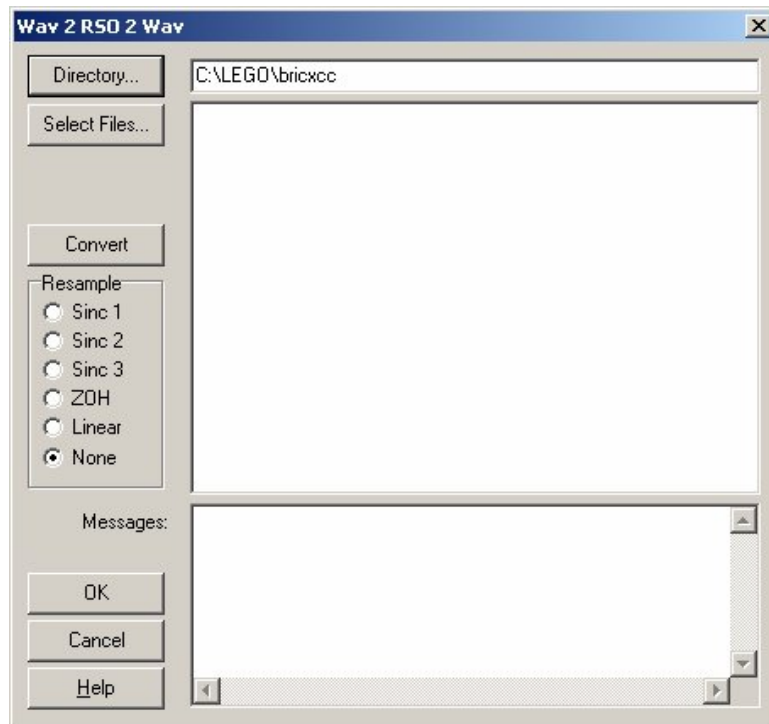 Wav 2 RSO 2 Wav
Directory...
C:\LEGO\bricxcc
Select Files...
Convert
Resample
Sinc 1
Sinc 2
Sinc 3
ZOH
Linear
None
Messages:
OK
Cancel
Help